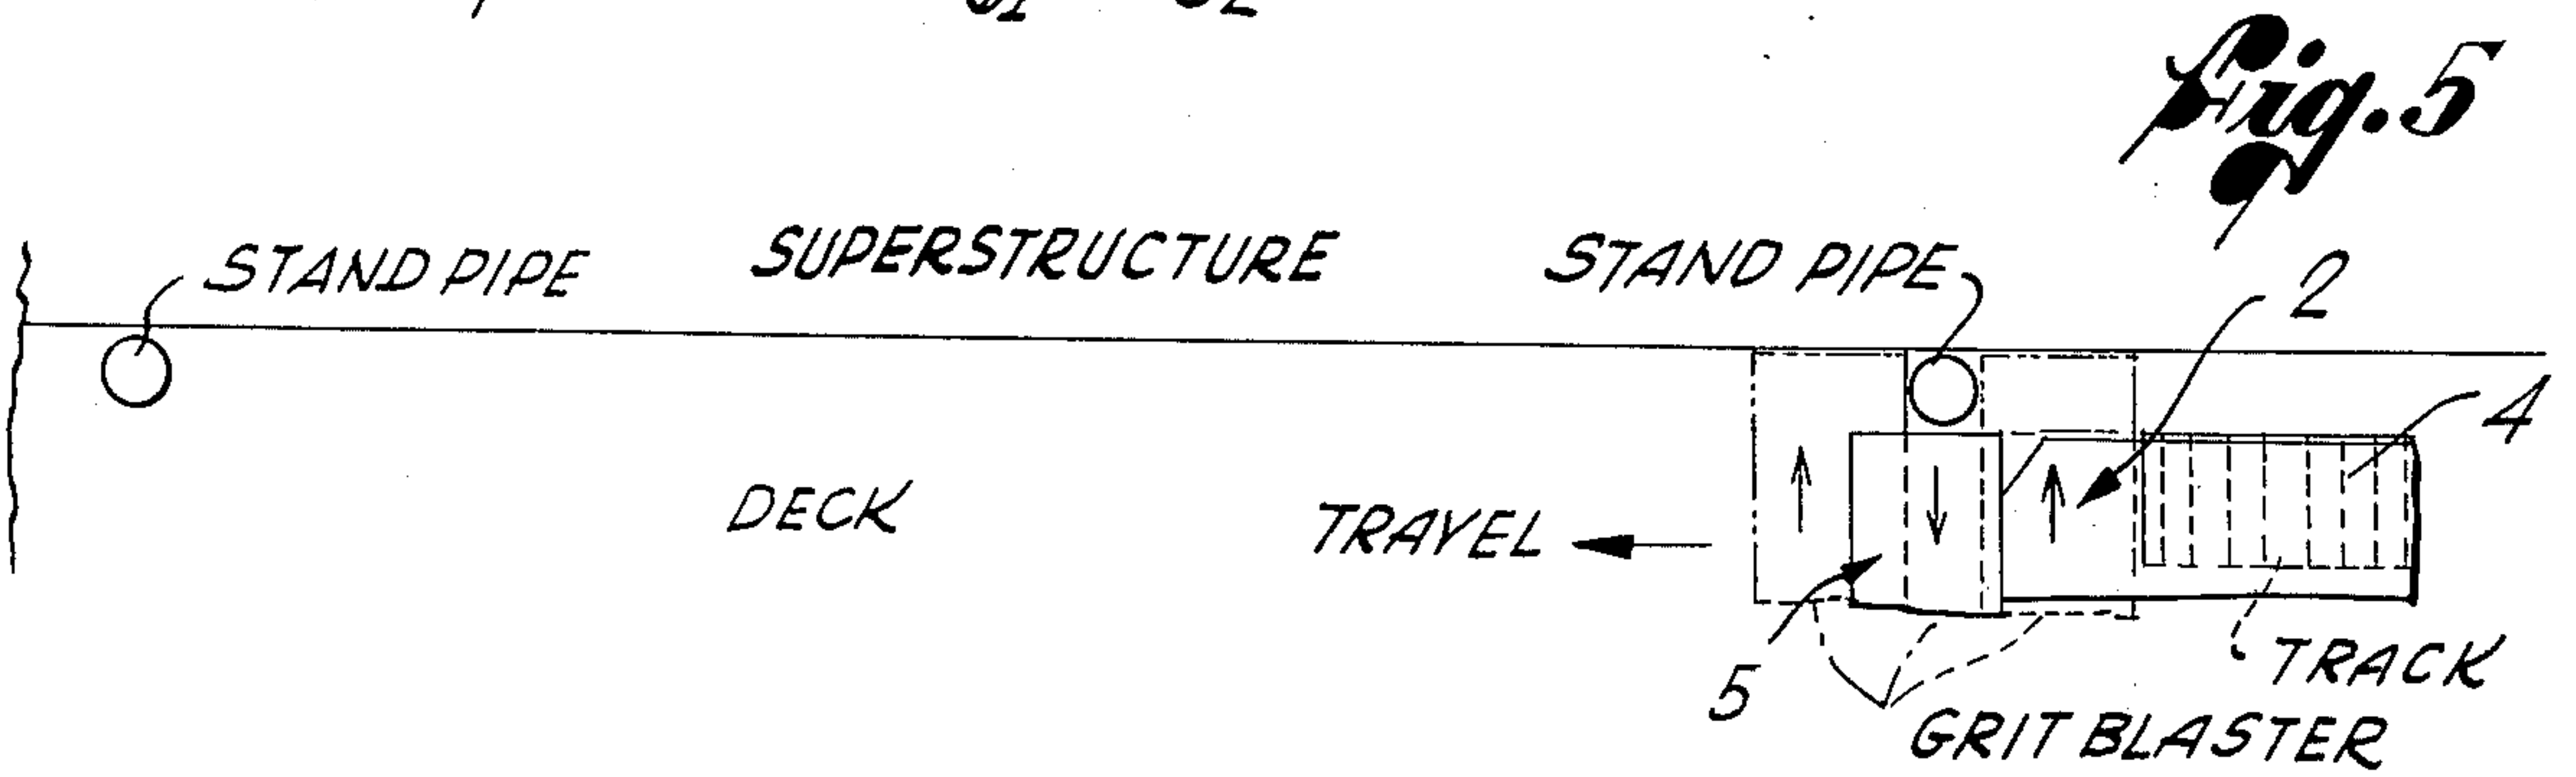 Fig. 5
STAND PIPE
SUPERSTRUCTURE
STAND PIPE
2
4
DECK
TRAVEL
5
TRACK
GRIT BLASTER